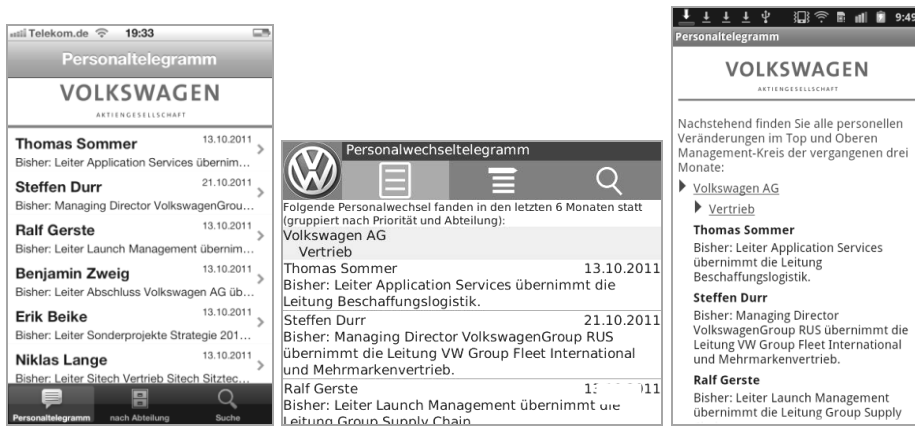 Telekom.de 19:33
Personaltelegramm
VOLKSWAGEN
AKTIENGESELLSCHAFT
Thomas Sommer 13.10.2011
Bisher: Leiter Application Services übernim…
Steffen Durr 21.10.2011
Bisher: Managing Director VolkswagenGrou…
Ralf Gerste 13.10.2011
Bisher: Leiter Launch Management übernim…
Benjamin Zweig 13.10.2011
Bisher: Leiter Abschluss Volkswagen AG üb…
Erik Beike 13.10.2011
Bisher: Leiter Sonderprojekte Strategie 201…
Niklas Lange 13.10.2011
Bisher: Leiter Sitech Vertrieb Sitech Sitztec…
Personaltelegramm nach Abteilung Suche
Personalwechseltelegramm
Folgende Personalwechsel fanden in den letzten 6 Monaten statt
(gruppiert nach Priorität und Abteilung):
Volkswagen AG
Vertrieb
Thomas Sommer 13.10.2011
Bisher: Leiter Application Services übernimmt die
Leitung Beschaffungslogistik.
Steffen Durr 21.10.2011
Bisher: Managing Director VolkswagenGroup RUS
übernimmt die Leitung VW Group Fleet International
und Mehrmarkenvertrieb.
Ralf Gerste
Bisher: Leiter Launch Management übernimmt die
Leitung Group Supply Chain
9:49
Personaltelegramm
VOLKSWAGEN
AKTIENGESELLSCHAFT
Nachstehend finden Sie alle personellen
Veränderungen im Top und Oberen
Management-Kreis der vergangenen drei
Monate:
Volkswagen AG
Vertrieb
Thomas Sommer
Bisher: Leiter Application Services
übernimmt die Leitung
Beschaffungslogistik.
Steffen Durr
Bisher: Managing Director
VolkswagenGroup RUS übernimmt die
Leitung VW Group Fleet International
und Mehrmarkenvertrieb.
Ralf Gerste
Bisher: Leiter Launch Management
übernimmt die Leitung Group Supply